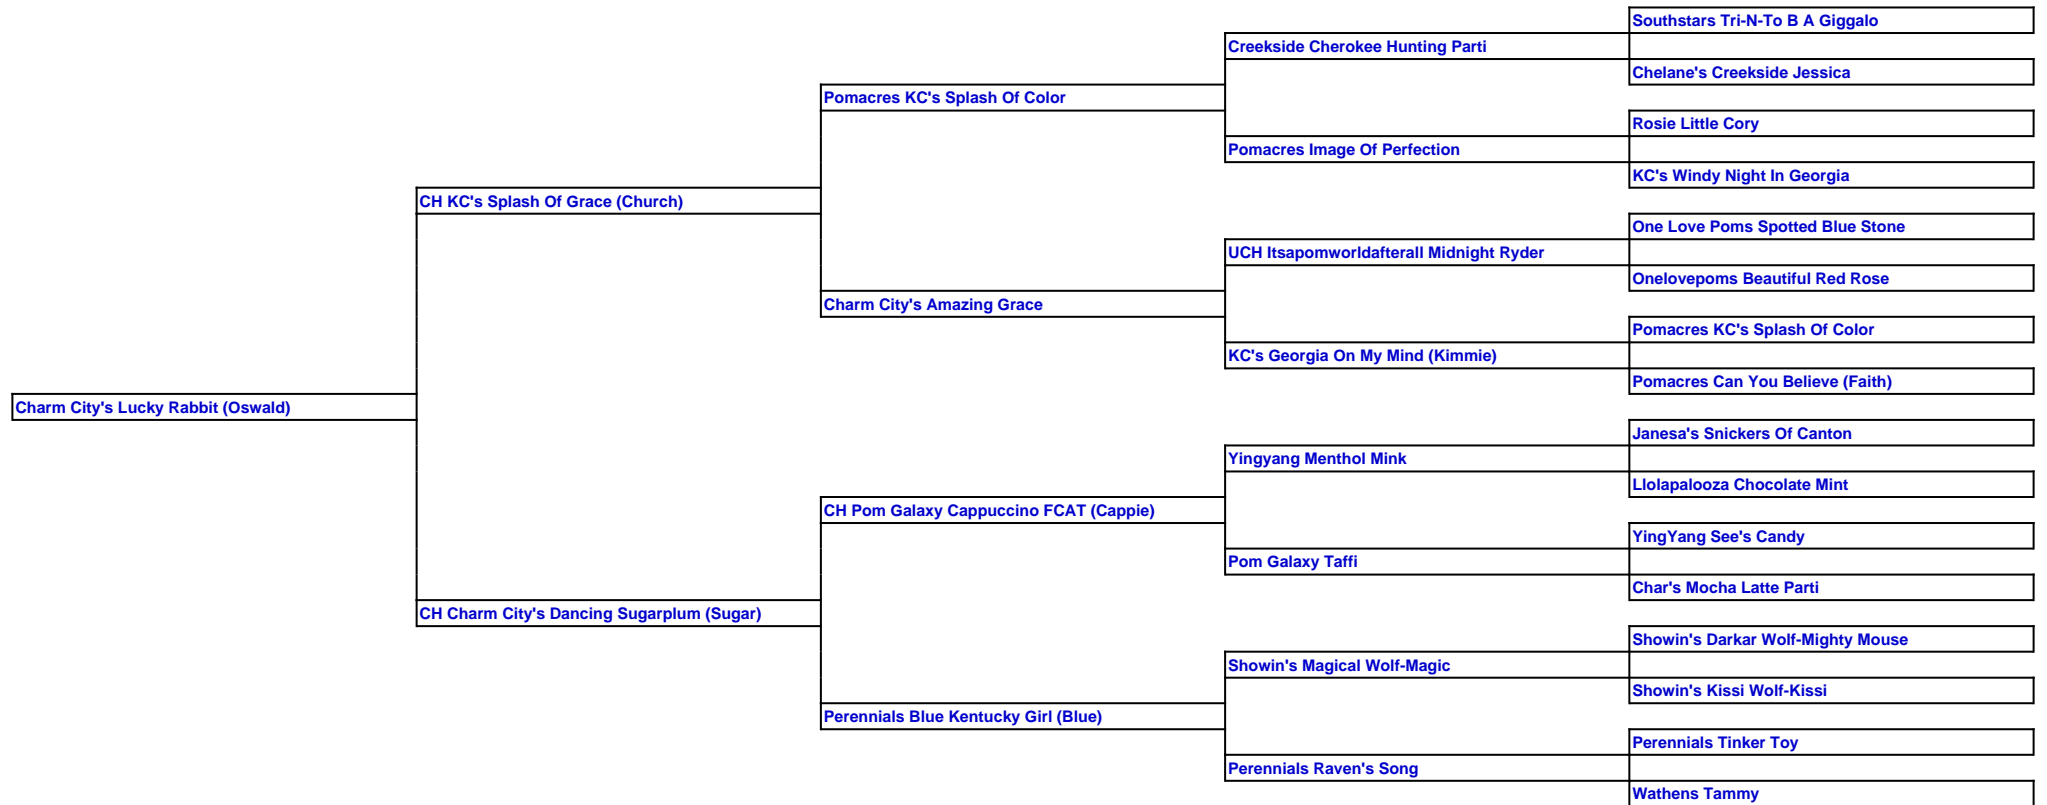 Southstars Tri-N-To B A Giggalo
Creekside Cherokee Hunting Parti
Chelane's Creekside Jessica
Pomacres KC's Splash Of Color
Rosie Little Cory
Pomacres Image Of Perfection
KC's Windy Night In Georgia
CH KC's Splash Of Grace (Church)
One Love Poms Spotted Blue Stone
UCH Itsapomworldafterall Midnight Ryder
Onelovepoms Beautiful Red Rose
Charm City's Amazing Grace
Pomacres KC's Splash Of Color
KC's Georgia On My Mind (Kimmie)
Pomacres Can You Believe (Faith)
Charm City's Lucky Rabbit (Oswald)
Janesa's Snickers Of Canton
Yingyang Menthol Mink
Llolapalooza Chocolate Mint
CH Pom Galaxy Cappuccino FCAT (Cappie)
YingYang See's Candy
Pom Galaxy Taffi
Char's Mocha Latte Parti
CH Charm City's Dancing Sugarplum (Sugar)
Showin's Darkar Wolf-Mighty Mouse
Showin's Magical Wolf-Magic
Showin's Kissi Wolf-Kissi
Perennials Blue Kentucky Girl (Blue)
Perennials Tinker Toy
Perennials Raven's Song
Wathens Tammy